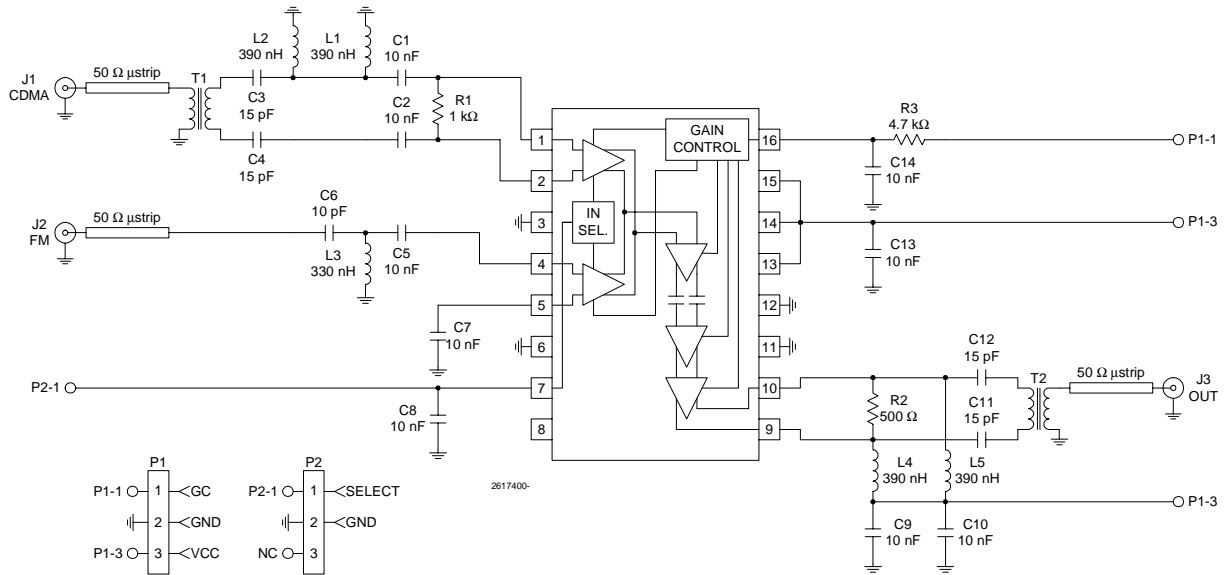 L2
390 nH
L1
390 nH
C1
10 nF
J1
CDMA
50 Ω µstrip
T1
C3
15 pF
C2
10 nF
R1
1 kΩ
C4
15 pF
J2
FM
50 Ω µstrip
C6
10 pF
L3
330 nH
C5
10 nF
C7
10 nF
P2-1
C8
10 nF
1
2
3
4
5
6
7
8
GAIN
CONTROL
IN
SEL.
16
15
14
13
12
11
10
9
R3
4.7 kΩ
P1-1
C14
10 nF
P1-3
C13
10 nF
C12
15 pF
T2
50 Ω µstrip
J3
OUT
R2
500 Ω
C11
15 pF
L4
390 nH
L5
390 nH
P1-3
C9
10 nF
C10
10 nF
P1
P1-1
1
GC
2
GND
P1-3
3
VCC
P2
P2-1
1
SELECT
2
GND
NC
3
2617400-